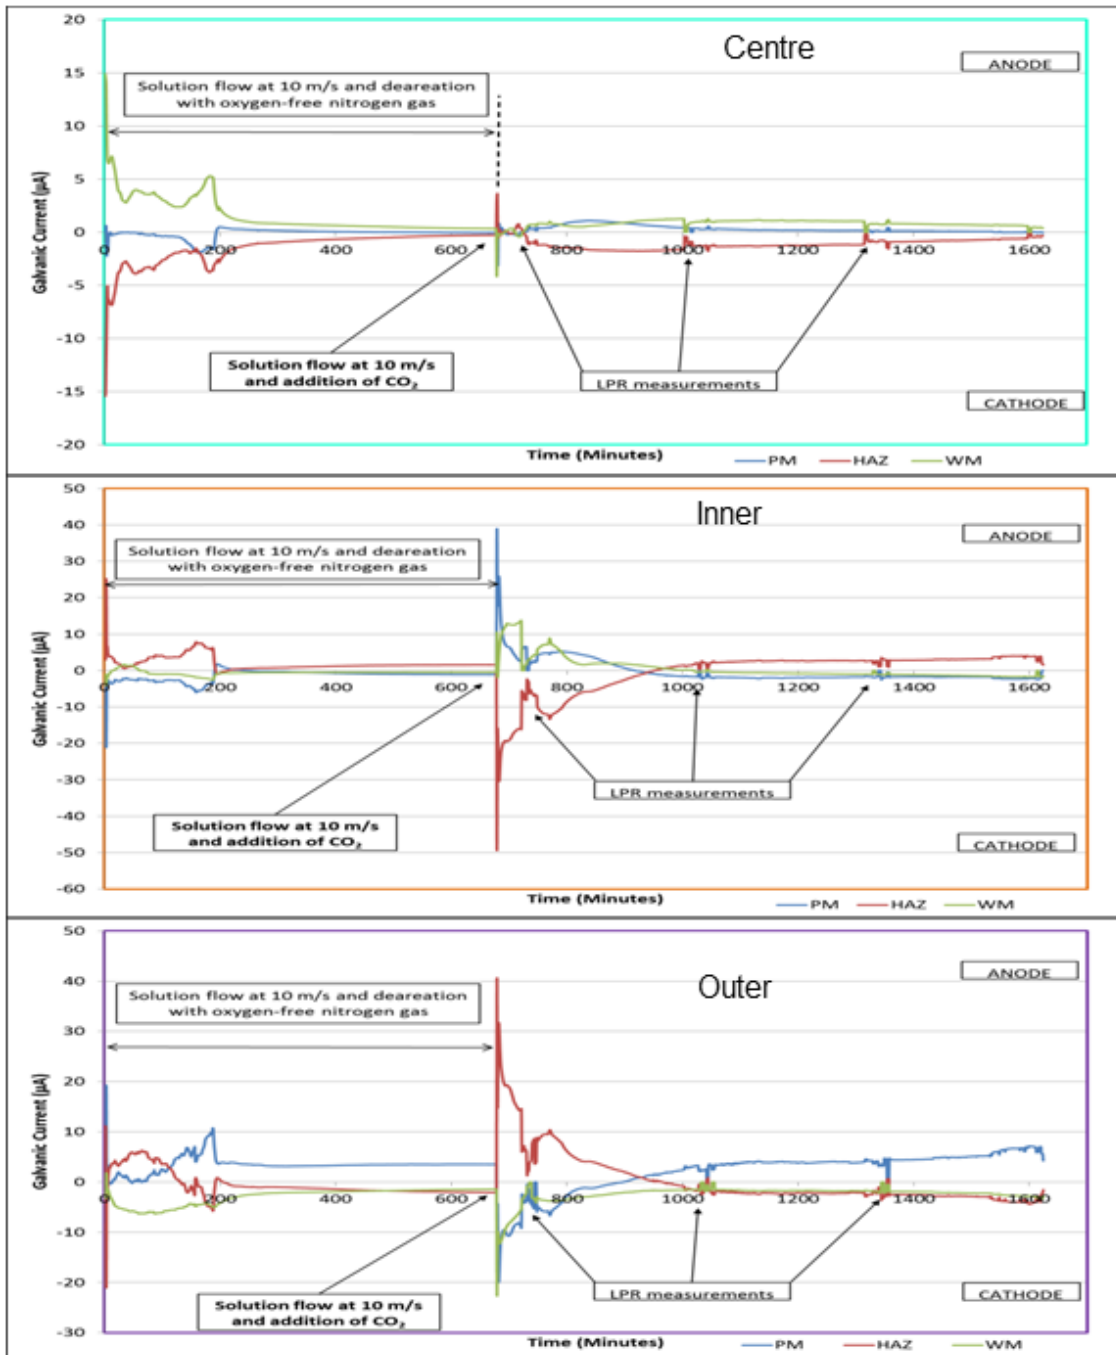 Centre
20
15
10
5
0
-5
-10
-15
-20
Galvanic Current (µA)
ANODE
Solution flow at 10 m/s and deareation
with oxygen-free nitrogen gas
0
200
400
600
800
1000
1200
1400
1600
Solution flow at 10 m/s
and addition of CO₂
LPR measurements
CATHODE
Time (Minutes)
PM HAZ WM
Inner
50
40
30
20
10
0
-10
-20
-30
-40
-50
-60
Galvanic Current (µA)
ANODE
Solution flow at 10 m/s and deareation
with oxygen-free nitrogen gas
0
200
400
600
800
1000
1200
1400
1600
LPR measurements
Solution flow at 10 m/s
and addition of CO₂
CATHODE
Time (Minutes)
PM HAZ WM
Outer
50
40
30
20
10
0
-10
-20
-30
Galvanic Current (µA)
ANODE
Solution flow at 10 m/s and deareation
with oxygen-free nitrogen gas
0
200
400
600
800
1000
1200
1400
1600
LPR measurements
Solution flow at 10 m/s
and addition of CO₂
CATHODE
Time (Minutes)
PM HAZ WM